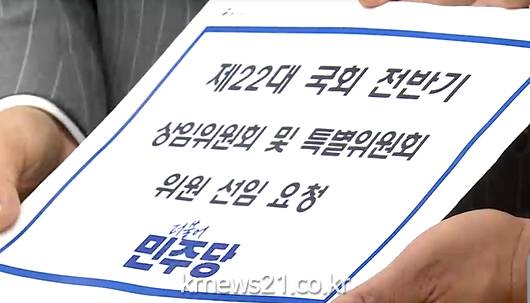 제22대 국회 전반기
상임위원회 및 특별위원회
위원 선임 요청
더불어
민주당
kmews21.co.kr